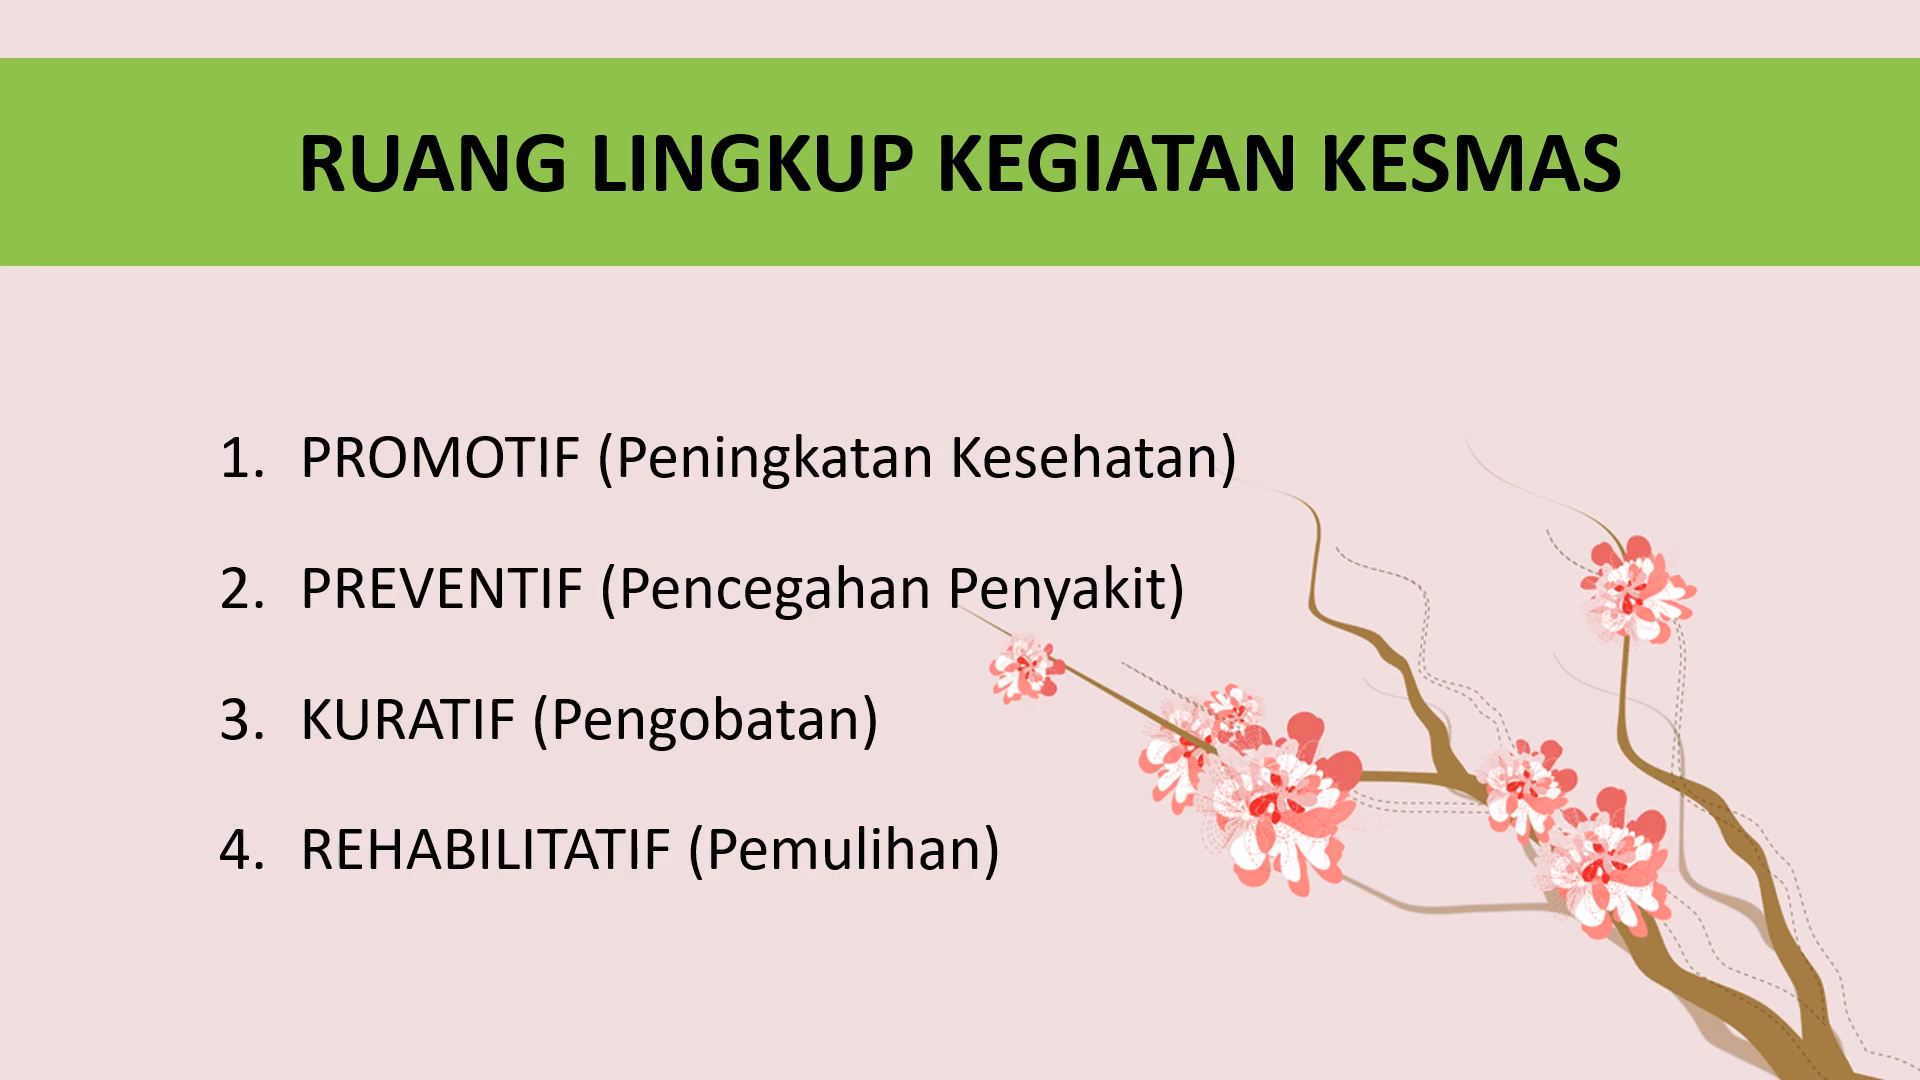 RUANG LINGKUP KEGIATAN KESMAS
1. PROMOTIF (Peningkatan Kesehatan)
2. PREVENTIF (Pencegahan Penyakit)
3. KURATIF (Pengobatan)
4. REHABILITATIF (Pemulihan)